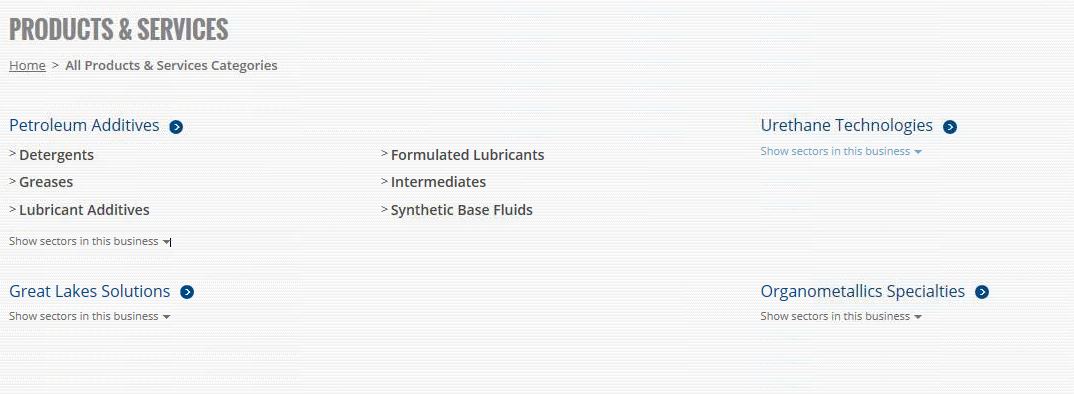 PRODUCTS & SERVICES
Home > All Products & Services Categories
Petroleum Additives
> Detergents
> Greases
> Lubricant Additives
> Formulated Lubricants
> Intermediates
> Synthetic Base Fluids
Show sectors in this business
Urethane Technologies
Show sectors in this business
Great Lakes Solutions
Show sectors in this business
Organometallics Specialties
Show sectors in this business